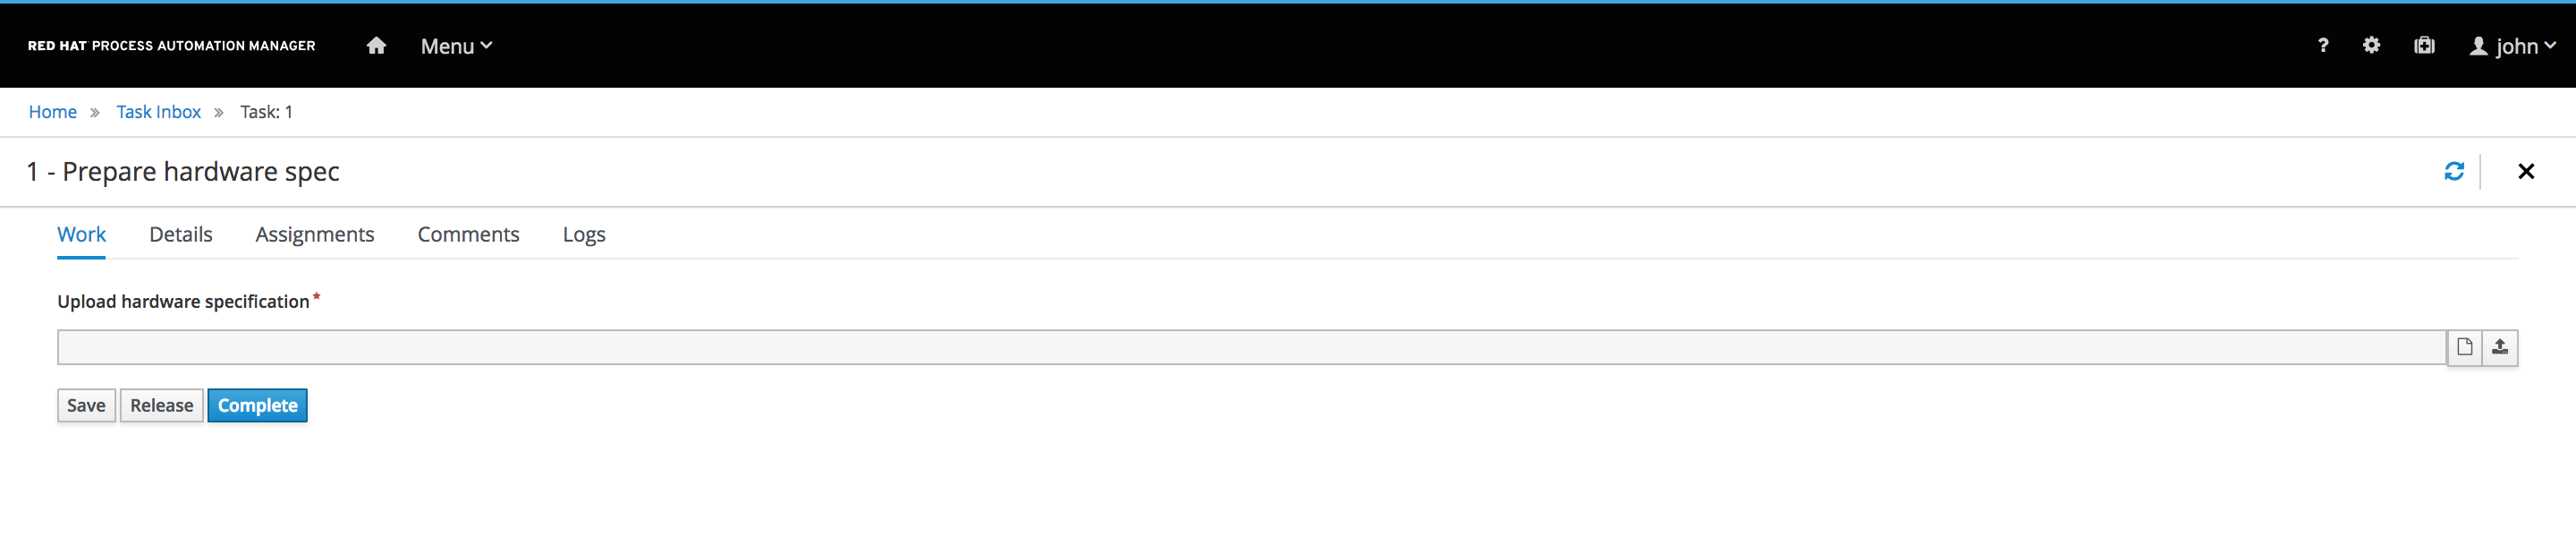 RED HAT PROCESS AUTOMATION MANAGER Menu ? john
Home » Task Inbox » Task: 1
1 - Prepare hardware spec
Work Details Assignments Comments Logs
Upload hardware specification*
Save Release Complete